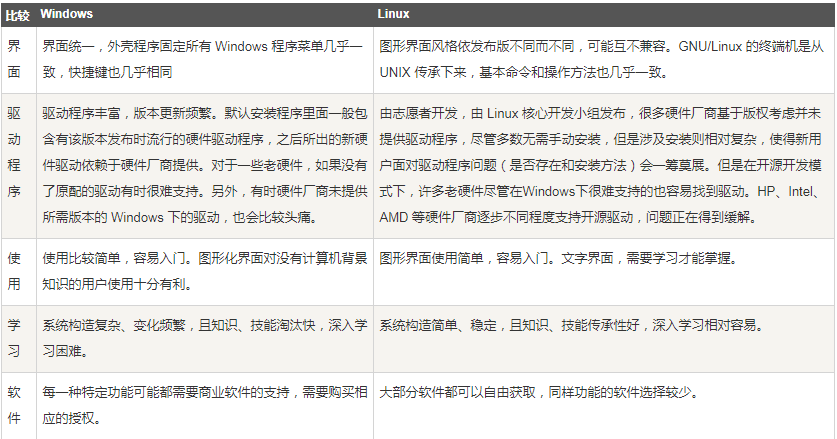 比较 Windows Linux
界面
界面统一，外壳程序固定所有 Windows 程序菜单几乎一
致，快捷键也几乎相同
图形界面风格依发布版不同而不同，可能互不兼容。GNU/Linux 的终端机是从
UNIX 传承下来，基本命令和操作方法也几乎一致。
驱动程序
驱动程序丰富，版本更新频繁。默认安装程序里面一般包
含有该版本发布时流行的硬件驱动程序，之后所出的新硬
件驱动依赖于硬件厂商提供。对于一些老硬件，如果没有
了原配的驱动有时很难支持。另外，有时硬件厂商未提供
所需版本的 Windows 下的驱动，也会比较头痛。
由志愿者开发，由 Linux 核心开发小组发布，很多硬件厂商基于版权考虑并未
提供驱动程序，尽管多数无需手动安装，但是涉及安装则相对复杂，使得新用
户面对驱动程序问题（是否存在和安装方法）会一筹莫展。但是在开源开发模
式下，许多老硬件尽管在Windows下很难支持的也容易找到驱动。HP、Intel、
AMD 等硬件厂商逐步不同程度支持开源驱动，问题正在得到缓解。
使用
使用比较简单，容易入门。图形化界面对没有计算机背景
知识的用户使用十分有利。
图形界面使用简单，容易入门。文字界面，需要学习才能掌握。
学习
系统构造复杂、变化频繁，且知识、技能淘汰快，深入学
习困难。
系统构造简单、稳定，且知识、技能传承性好，深入学习相对容易。
软件
每一种特定功能可能都需要商业软件的支持，需要购买相
应的授权。
大部分软件都可以自由获取，同样功能的软件选择较少。